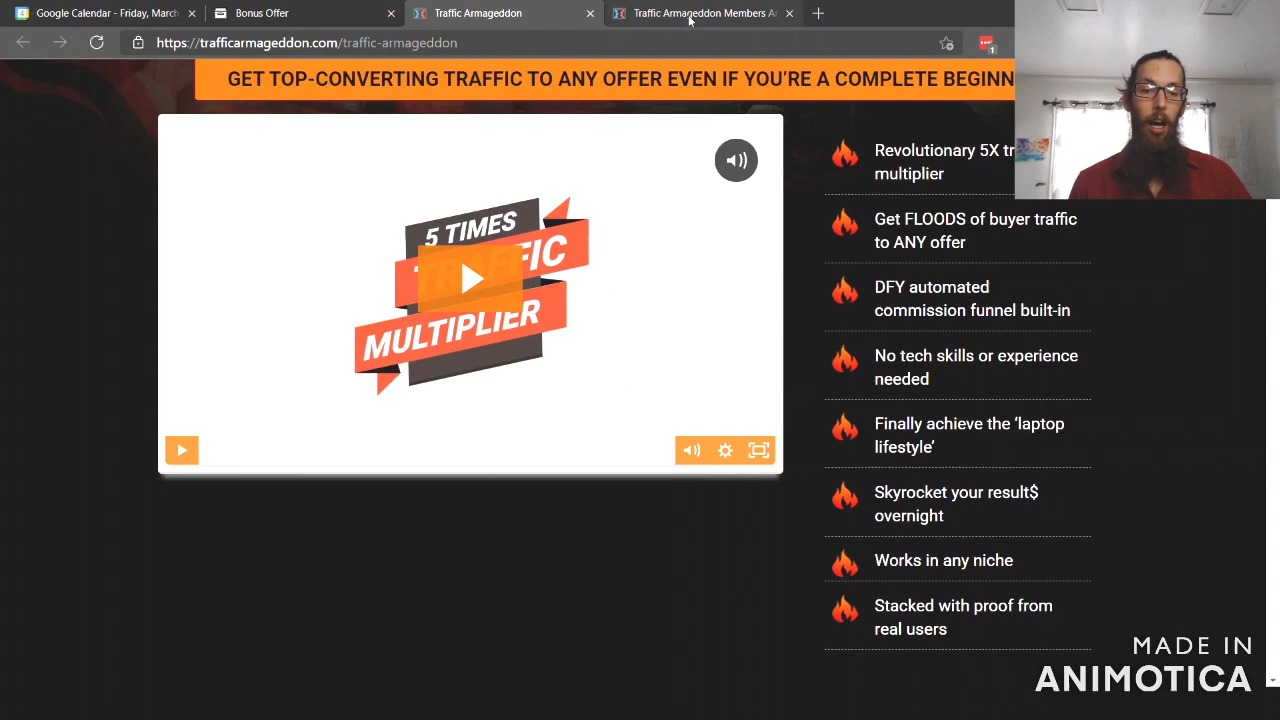 Google Calendar - Friday, March
Bonus Offer
Traffic Armageddon
Traffic Armageddon Members Ar
https://trafficarmageddon.com/traffic-armageddon
1
GET TOP-CONVERTING TRAFFIC TO ANY OFFER EVEN IF YOU'RE A COMPLETE BEGINN
5 TIMES
TRAFFIC
MULTIPLIER
Revolutionary 5X tr
multiplier
Get FLOODS of buyer traffic
to ANY offer
DFY automated
commission funnel built-in
No tech skills or experience
needed
Finally achieve the ‘laptop
lifestyle’
Skyrocket your result$
overnight
Works in any niche
Stacked with proof from
real users
MADE IN
ANIMOTICA